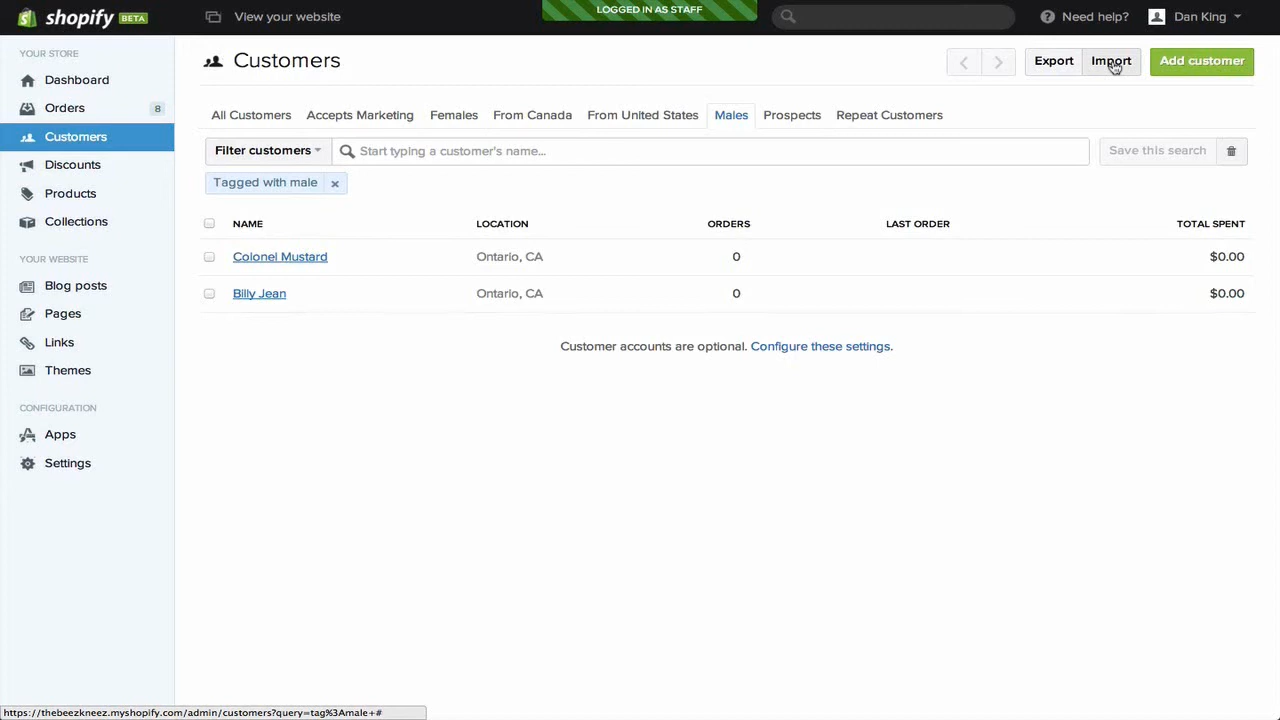 shopify BETA
View your website
LOGGED IN AS STAFF
Need help?
Dan King
YOUR STORE
Dashboard
Orders 8
Customers
Discounts
Products
Collections
YOUR WEBSITE
Blog posts
Pages
Links
Themes
CONFIGURATION
Apps
Settings
Customers
Export Import Add customer
All Customers Accepts Marketing Females From Canada From United States Males Prospects Repeat Customers
Filter customers Start typing a customer's name... Save this search
Tagged with male ×
NAME LOCATION ORDERS LAST ORDER TOTAL SPENT
Colonel Mustard Ontario, CA 0 $0.00
Billy Jean Ontario, CA 0 $0.00
Customer accounts are optional. Configure these settings.
https://thebeezkneez.myshopify.com/admin/customers?query=tag%3Amale+#